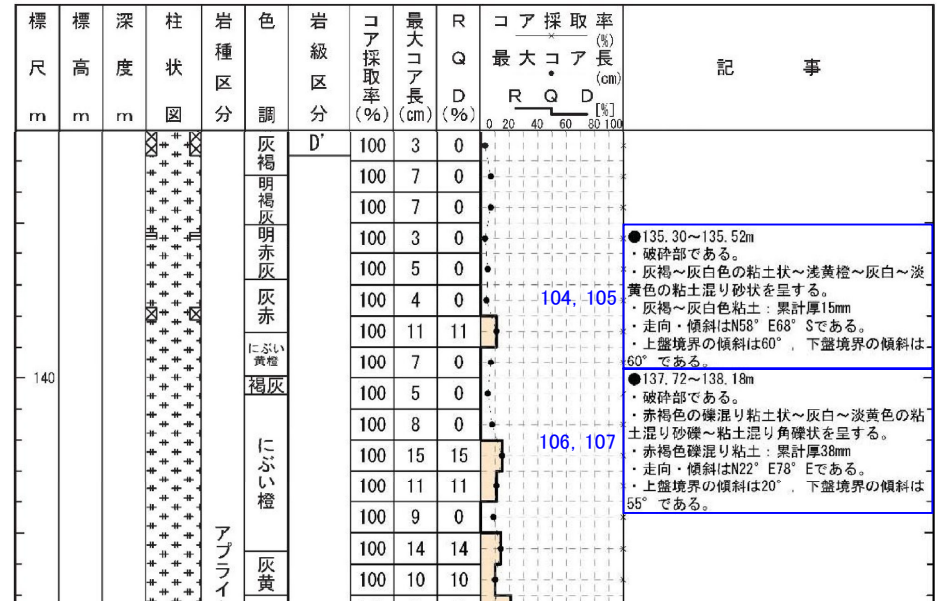 標尺m
標高m
深度m
柱状図
岩種区分
色調
岩級区分
コア採取率(%)
最大コア長(cm)
RQD(%)
コア採取率(%)
最大コア長(cm)
RQD[%]
0 20 40 60 80 100
記事
灰褐
D'
100 3 0
明褐灰
100 7 0
100 7 0
明赤灰
100 3 0
100 5 0
灰赤
100 4 0
100 11 11
にぶい黄橙
100 7 0
140
褐灰
100 5 0
にぶい橙
100 8 0
100 15 15
100 11 11
100 9 0
アプライ
100 14 14
灰黄
100 10 10
104, 105
●135.30～135.52m
・破砕部である。
・灰褐～灰白色の粘土状～浅黄橙～灰白～淡
黄色の粘土混り砂状を呈する。
・灰褐～灰白色粘土：累計厚15mm
・走向・傾斜はN58°E68°Sである。
・上盤境界の傾斜は60°, 下盤境界の傾斜は
60°である。
106, 107
●137.72～138.18m
・破砕部である。
・赤褐色の礫混り粘土状～灰白～淡黄色の粘
土混り砂礫～粘土混り角礫状を呈する。
・赤褐色礫混り粘土：累計厚38mm
・走向・傾斜はN22°E78°Eである。
・上盤境界の傾斜は20°, 下盤境界の傾斜は
55°である。